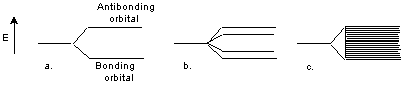 Antibonding
orbital
E
a.
Bonding
orbital
b.
c.